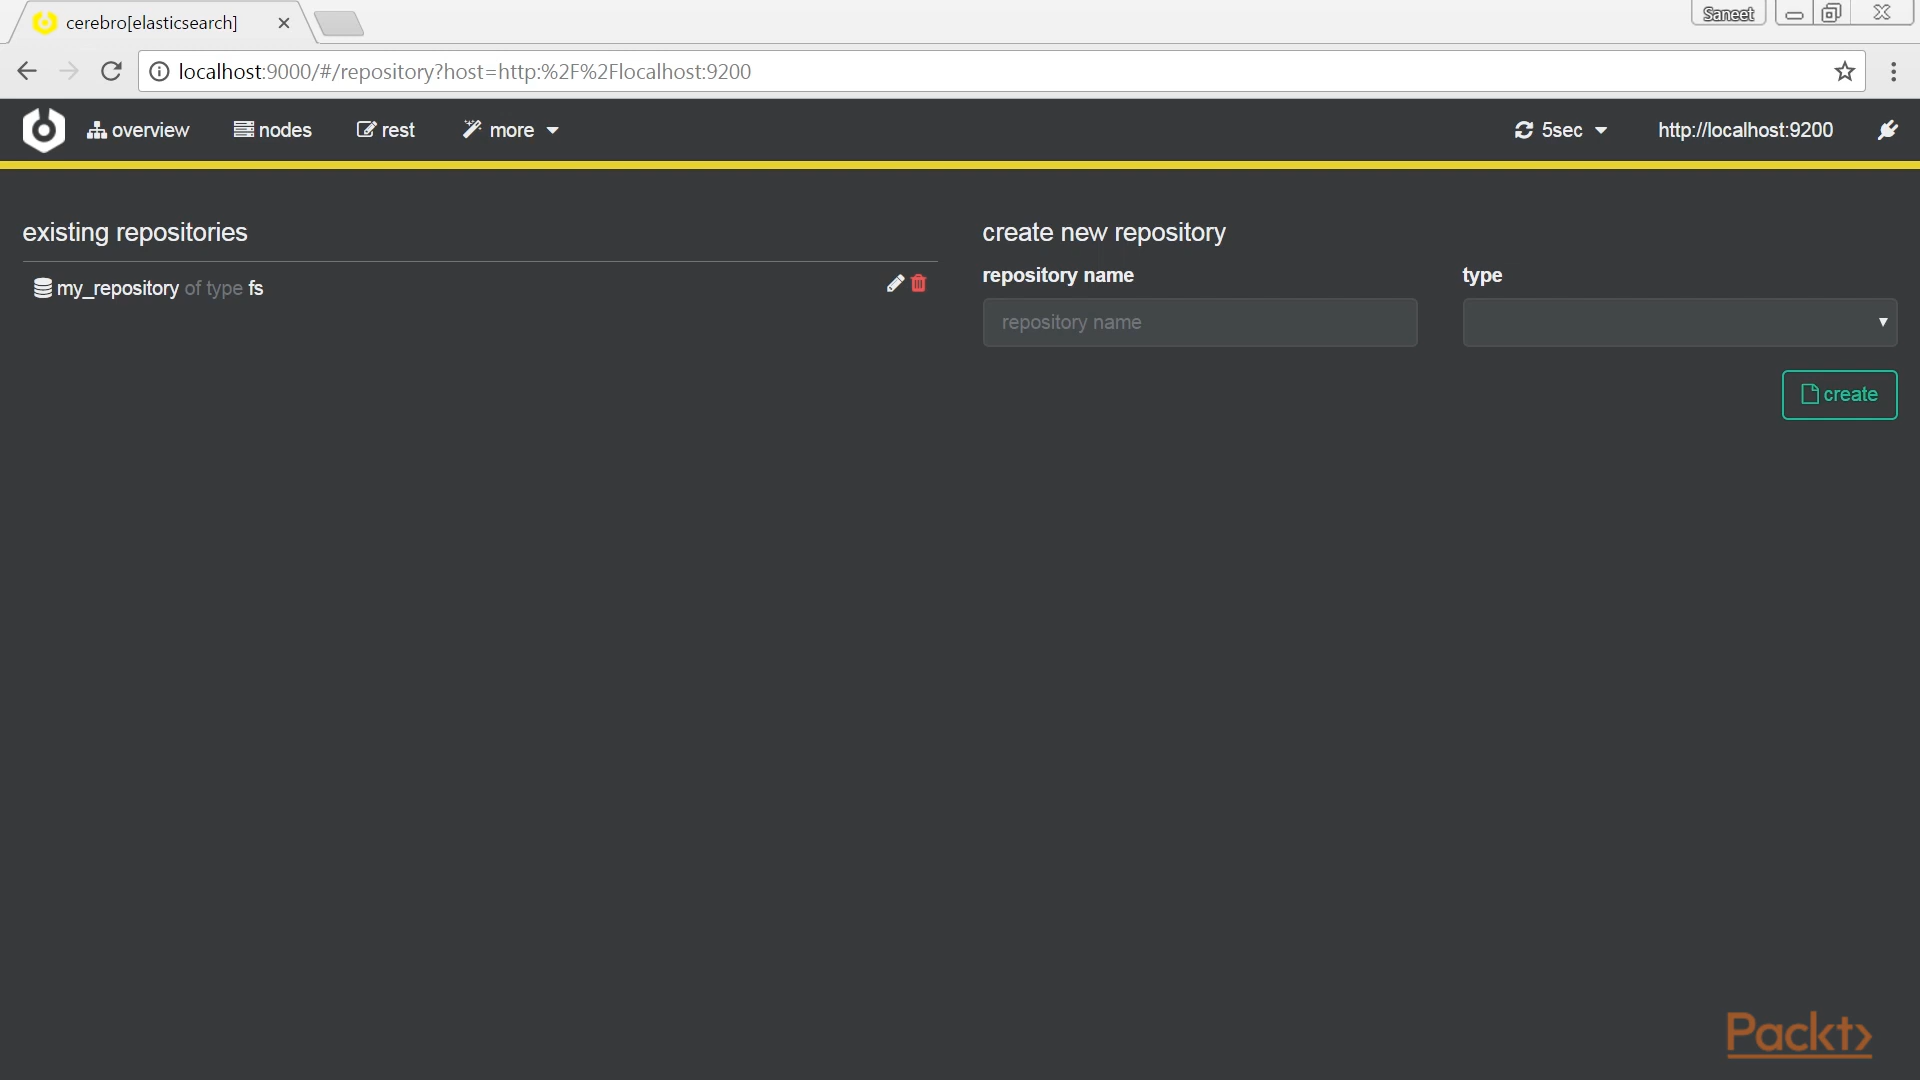 cerebro[elasticsearch]
Saneet
localhost:9000/#/repository?host=http:%2F%2Flocalhost:9200
overview nodes rest more 5sec http://localhost:9200
existing repositories
my_repository of type fs
create new repository
repository name type
repository name
create
Packt>